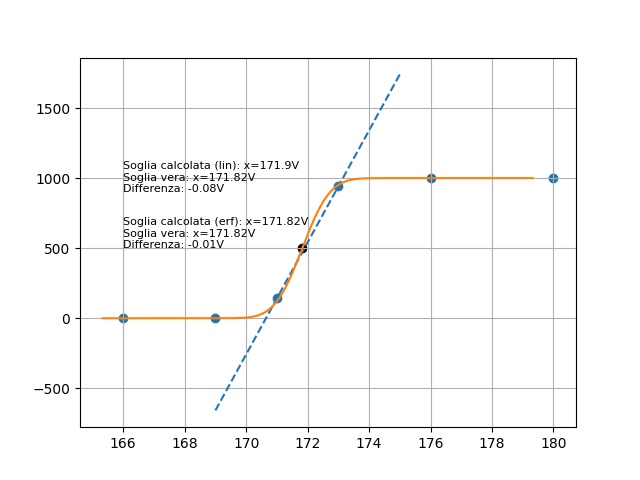 1500
Soglia calcolata (lin): x=171.9V
Soglia vera: x=171.82V
Differenza: -0.08V
1000
Soglia calcolata (erf): x=171.82V
Soglia vera: x=171.82V
Differenza: -0.01V
500
0
−500
166 168 170 172 174 176 178 180